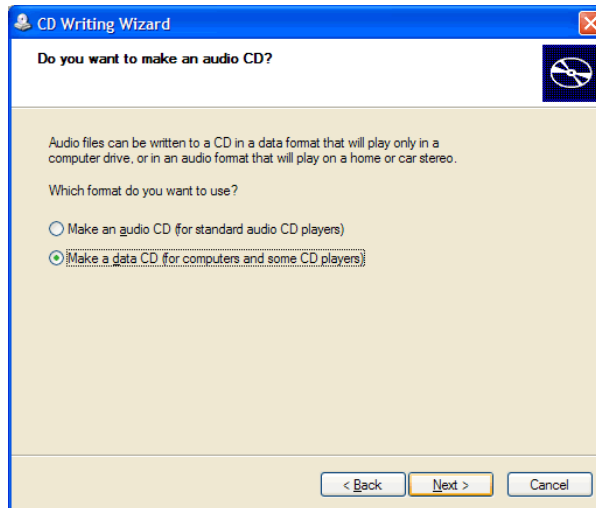 CD Writing Wizard
Do you want to make an audio CD?
Audio files can be written to a CD in a data format that will play only in a
computer drive, or in an audio format that will play on a home or car stereo.
Which format do you want to use?
Make an audio CD (for standard audio CD players)
Make a data CD (for computers and some CD players)
< Back Next > Cancel